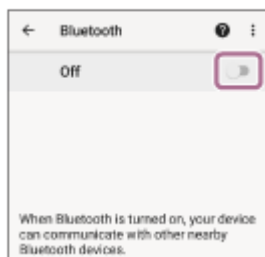 Bluetooth
Off
When Bluetooth is turned on, your device
can communicate with other nearby
Bluetooth devices.